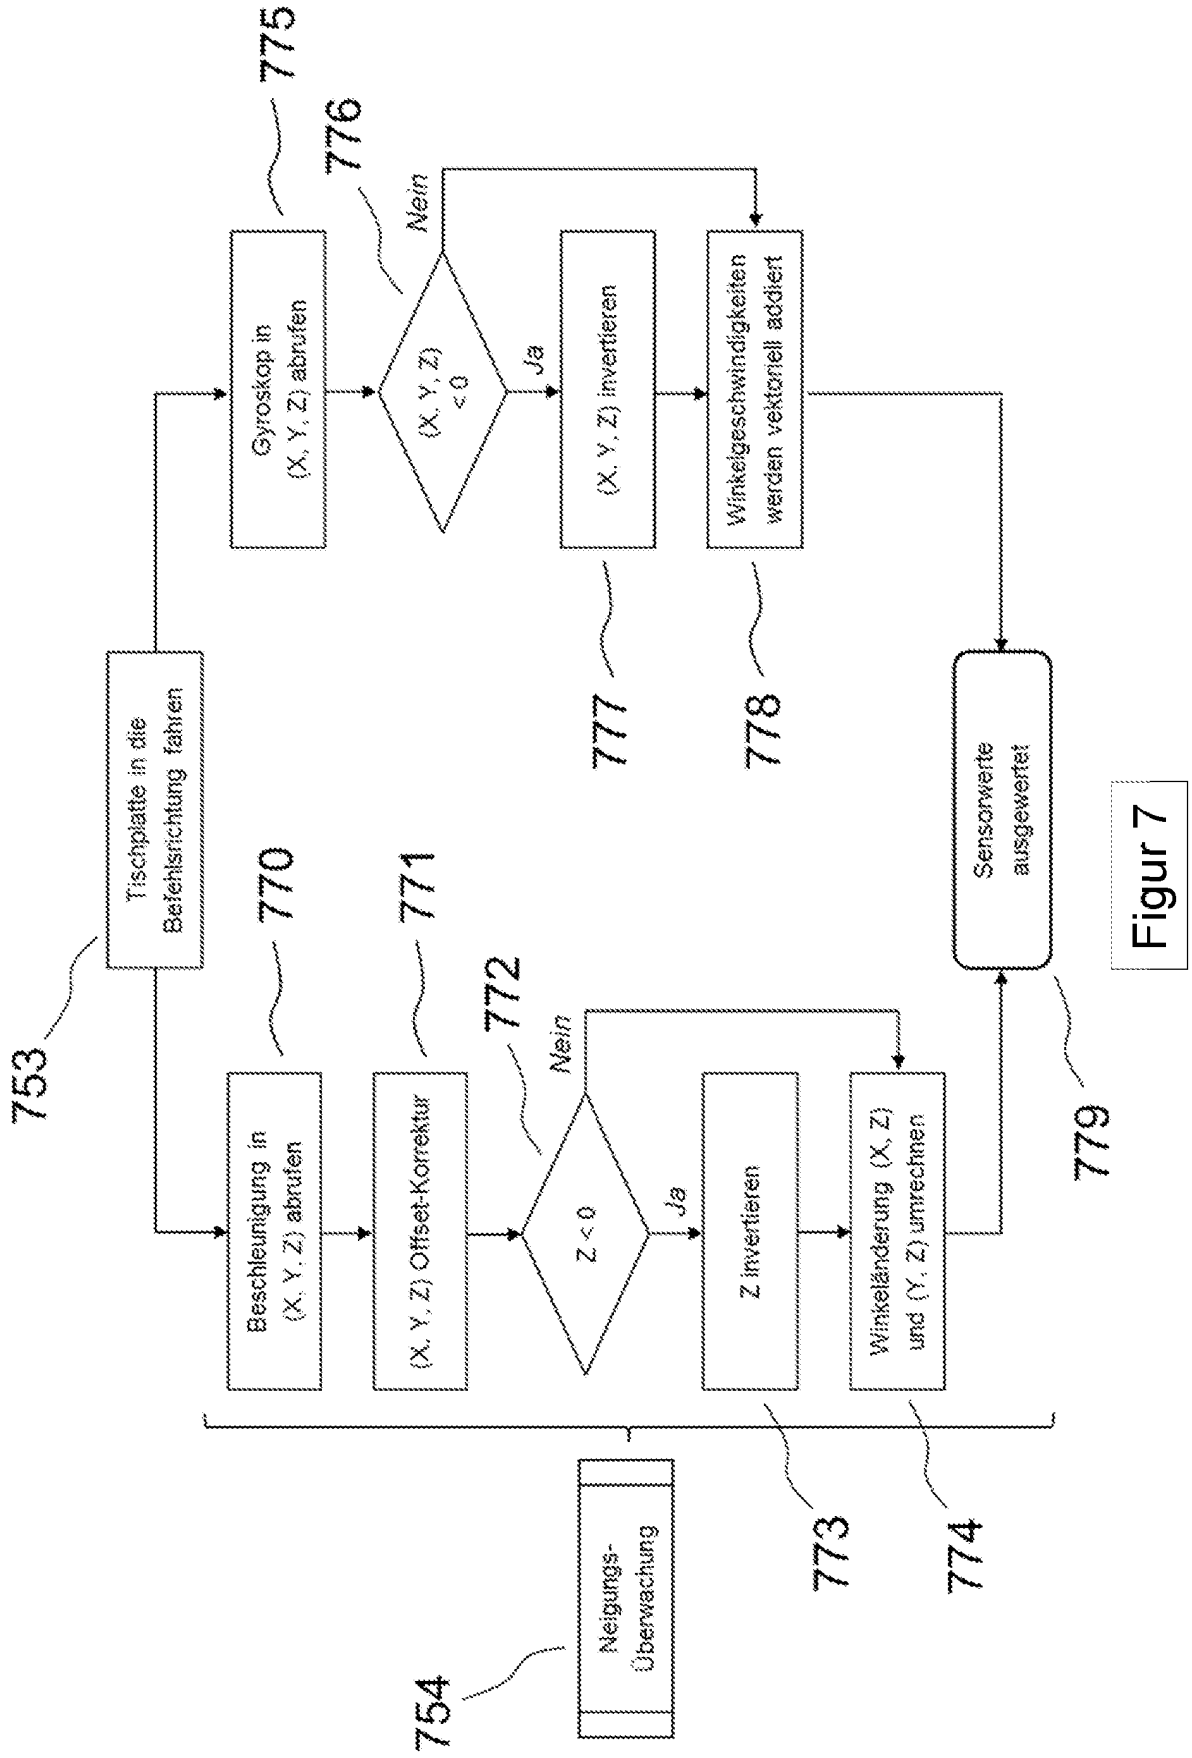 753
Tischplatte in die
Befehlsrichtung fahren
754
Neigungs-
Überwachung
770
Beschleunigung in
(X, Y, Z) abrufen
771
(X, Y, Z) Offset-Korrektur
772
Z < 0
Nein
Ja
773
Z invertieren
774
Winkeländerung (X, Z)
und (Y, Z) umrechnen
775
Gyroskop in
(X, Y, Z) abrufen
776
(X, Y, Z)
< 0
Nein
Ja
777
(X, Y, Z) invertieren
778
Winkelgeschwindigkeiten
werden vektoriell addiert
779
Sensorwerte
ausgewertet
Figur 7